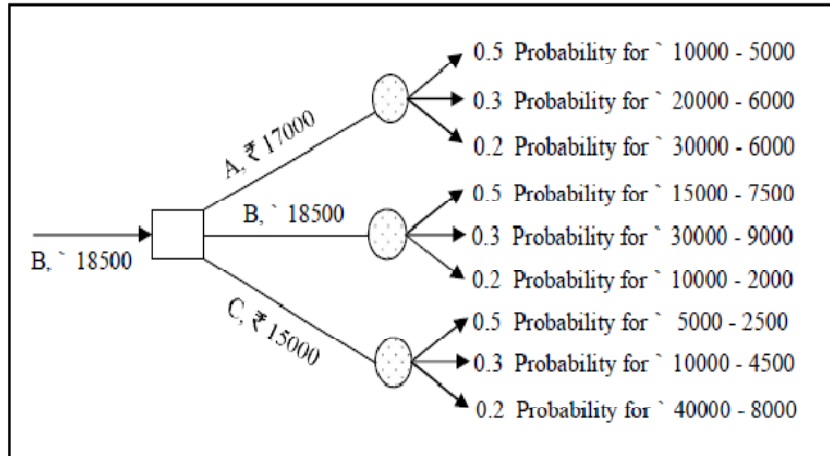 0.5 Probability for ` 10000 - 5000
0.3 Probability for ` 20000 - 6000
0.2 Probability for ` 30000 - 6000
A, ₹ 17000
0.5 Probability for ` 15000 - 7500
B, ` 18500
0.3 Probability for ` 30000 - 9000
B, ` 18500
0.2 Probability for ` 10000 - 2000
C, ₹ 15000
0.5 Probability for ` 5000 - 2500
0.3 Probability for ` 10000 - 4500
0.2 Probability for ` 40000 - 8000